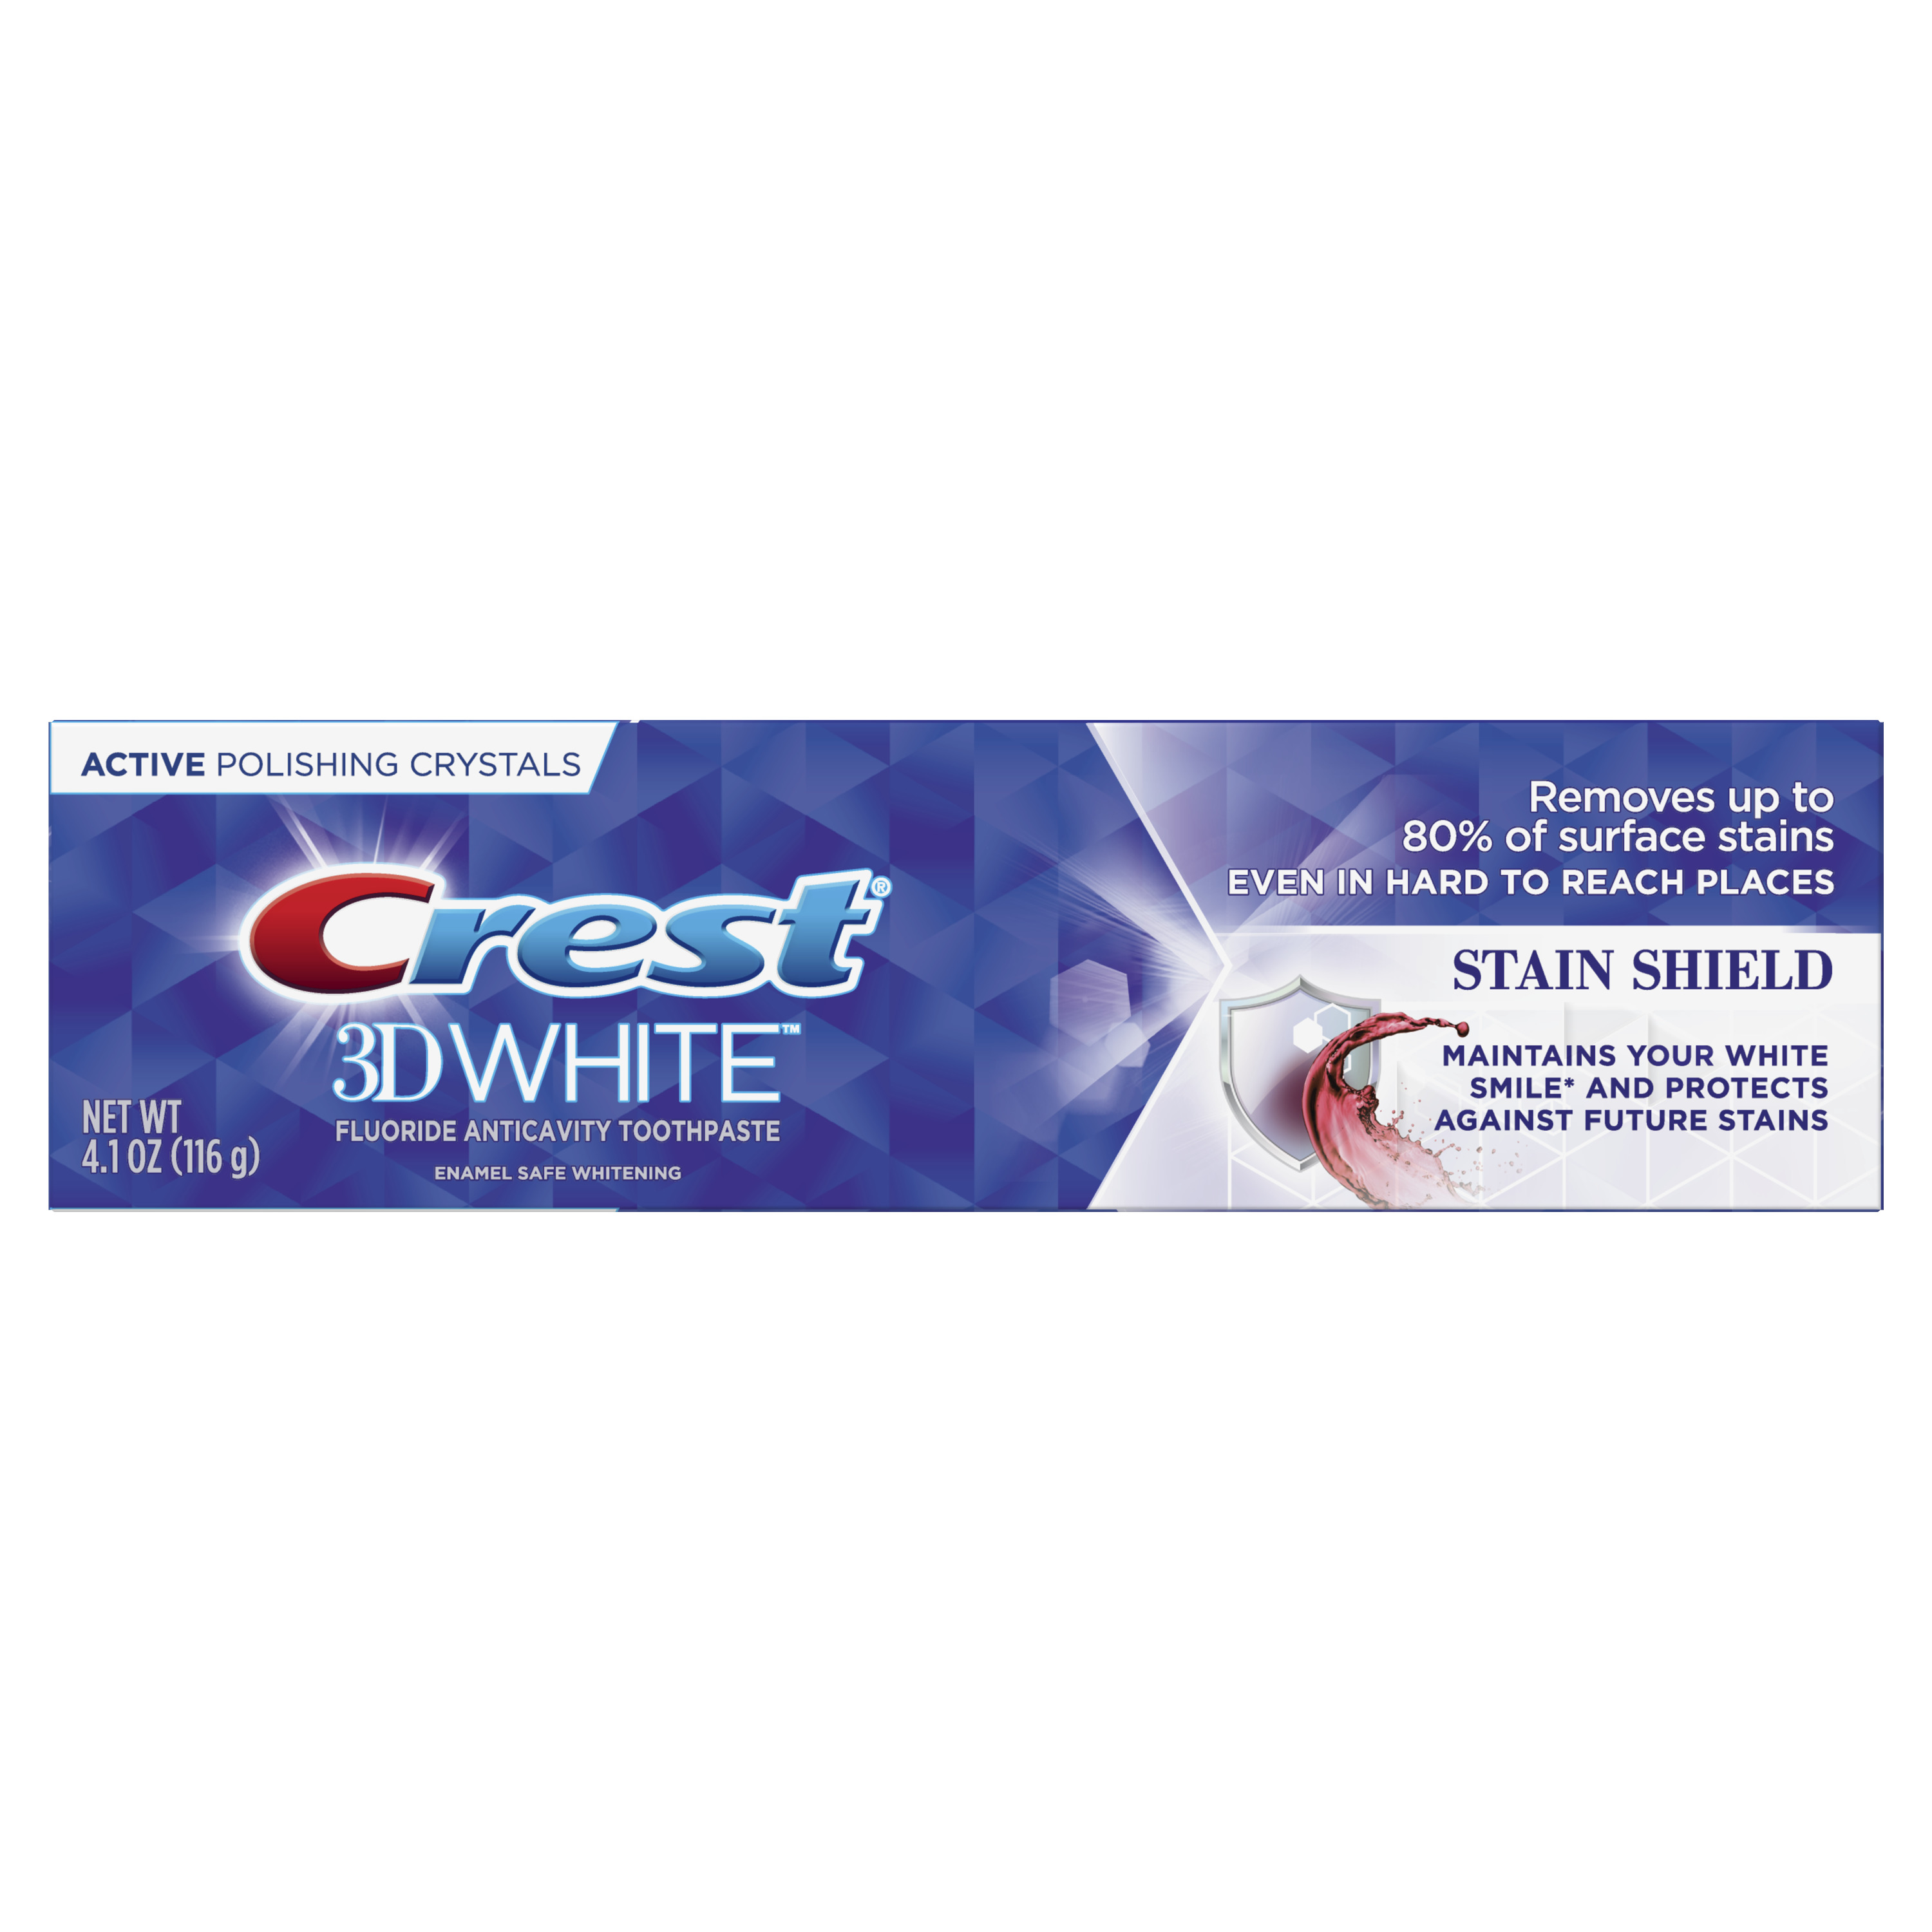 ACTIVE POLISHING CRYSTALS
Crest®
3D WHITE™
FLUORIDE ANTICAVITY TOOTHPASTE
ENAMEL SAFE WHITENING
NET WT
4.1 OZ (116 g)
Removes up to
80% of surface stains
EVEN IN HARD TO REACH PLACES
STAIN SHIELD
MAINTAINS YOUR WHITE
SMILE* AND PROTECTS
AGAINST FUTURE STAINS